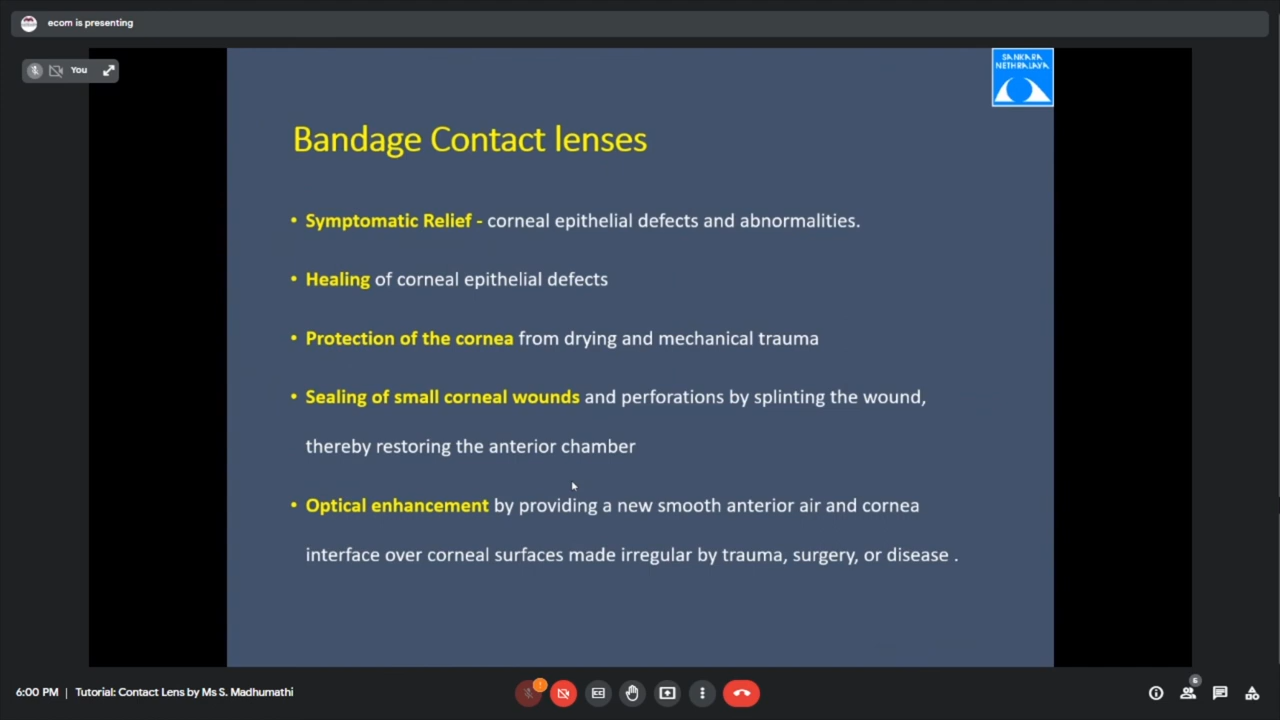 ecom is presenting
You
SANKARA
NETHRALAYA
Bandage Contact lenses
• Symptomatic Relief - corneal epithelial defects and abnormalities.
• Healing of corneal epithelial defects
• Protection of the cornea from drying and mechanical trauma
• Sealing of small corneal wounds and perforations by splinting the wound,
thereby restoring the anterior chamber
• Optical enhancement by providing a new smooth anterior air and cornea
interface over corneal surfaces made irregular by trauma, surgery, or disease .
6:00 PM | Tutorial: Contact Lens by Ms S. Madhumathi
6